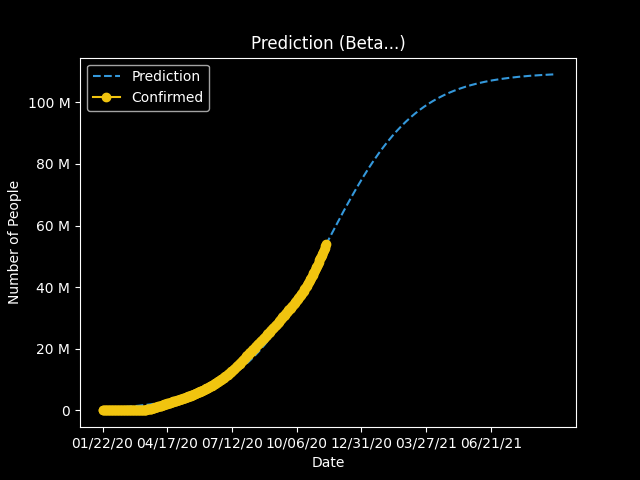 Prediction (Beta...)
Prediction
Confirmed
100 M
80 M
60 M
40 M
20 M
0
Number of People
01/22/20 04/17/20 07/12/20 10/06/20 12/31/20 03/27/21 06/21/21
Date